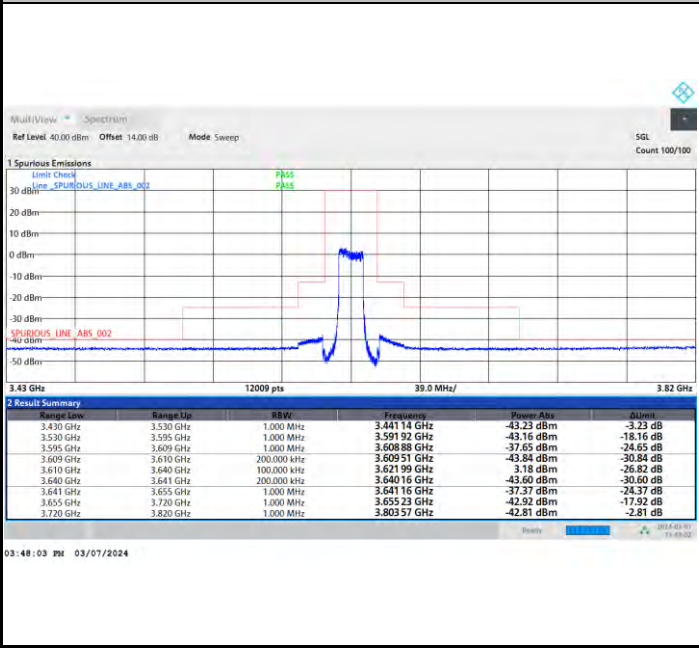 MultiView Spectrum
Ref Level 40.00 dBm Offset 14.00 dB Mode Sweep SGL
Count 100/100
1 Spurious Emissions
Limit Check PASS
Line _SPURIOUS_LINE_ABS_002 PASS
30 dBm
20 dBm
10 dBm
0 dBm
-10 dBm
-20 dBm
-30 dBm
SPURIOUS_LINE_ABS_002
-40 dBm
-50 dBm
3.43 GHz 12009 pts 39.0 MHz/ 3.82 GHz
2 Result Summary
Range Low Range Up RBW Frequency Power Abs ΔLimit
3.430 GHz 3.530 GHz 1.000 MHz 3.441 14 GHz -43.23 dBm -3.23 dB
3.530 GHz 3.595 GHz 1.000 MHz 3.591 92 GHz -43.16 dBm -18.16 dB
3.595 GHz 3.609 GHz 1.000 MHz 3.608 88 GHz -37.65 dBm -24.65 dB
3.609 GHz 3.610 GHz 200.000 kHz 3.609 51 GHz -43.84 dBm -30.84 dB
3.610 GHz 3.640 GHz 100.000 kHz 3.621 99 GHz 3.18 dBm -26.82 dB
3.640 GHz 3.641 GHz 200.000 kHz 3.640 16 GHz -43.60 dBm -30.60 dB
3.641 GHz 3.655 GHz 1.000 MHz 3.641 16 GHz -37.37 dBm -24.37 dB
3.655 GHz 3.720 GHz 1.000 MHz 3.655 23 GHz -42.92 dBm -17.92 dB
3.720 GHz 3.820 GHz 1.000 MHz 3.803 57 GHz -42.81 dBm -2.81 dB
Ready
03:48:03 PM 03/07/2024